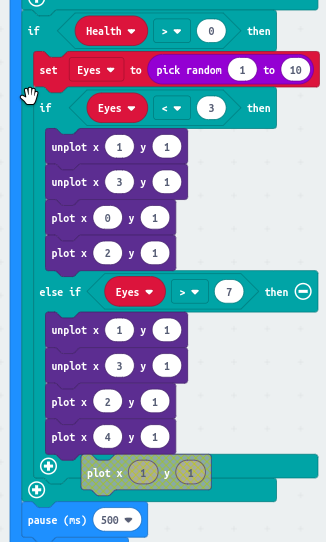 if Health > 0 then
set Eyes to pick random 1 to 10
if Eyes < 3 then
unplot x 1 y 1
unplot x 3 y 1
plot x 0 y 1
plot x 2 y 1
else if Eyes > 7 then
unplot x 1 y 1
unplot x 3 y 1
plot x 2 y 1
plot x 4 y 1
plot x 1 y 1
pause (ms) 500